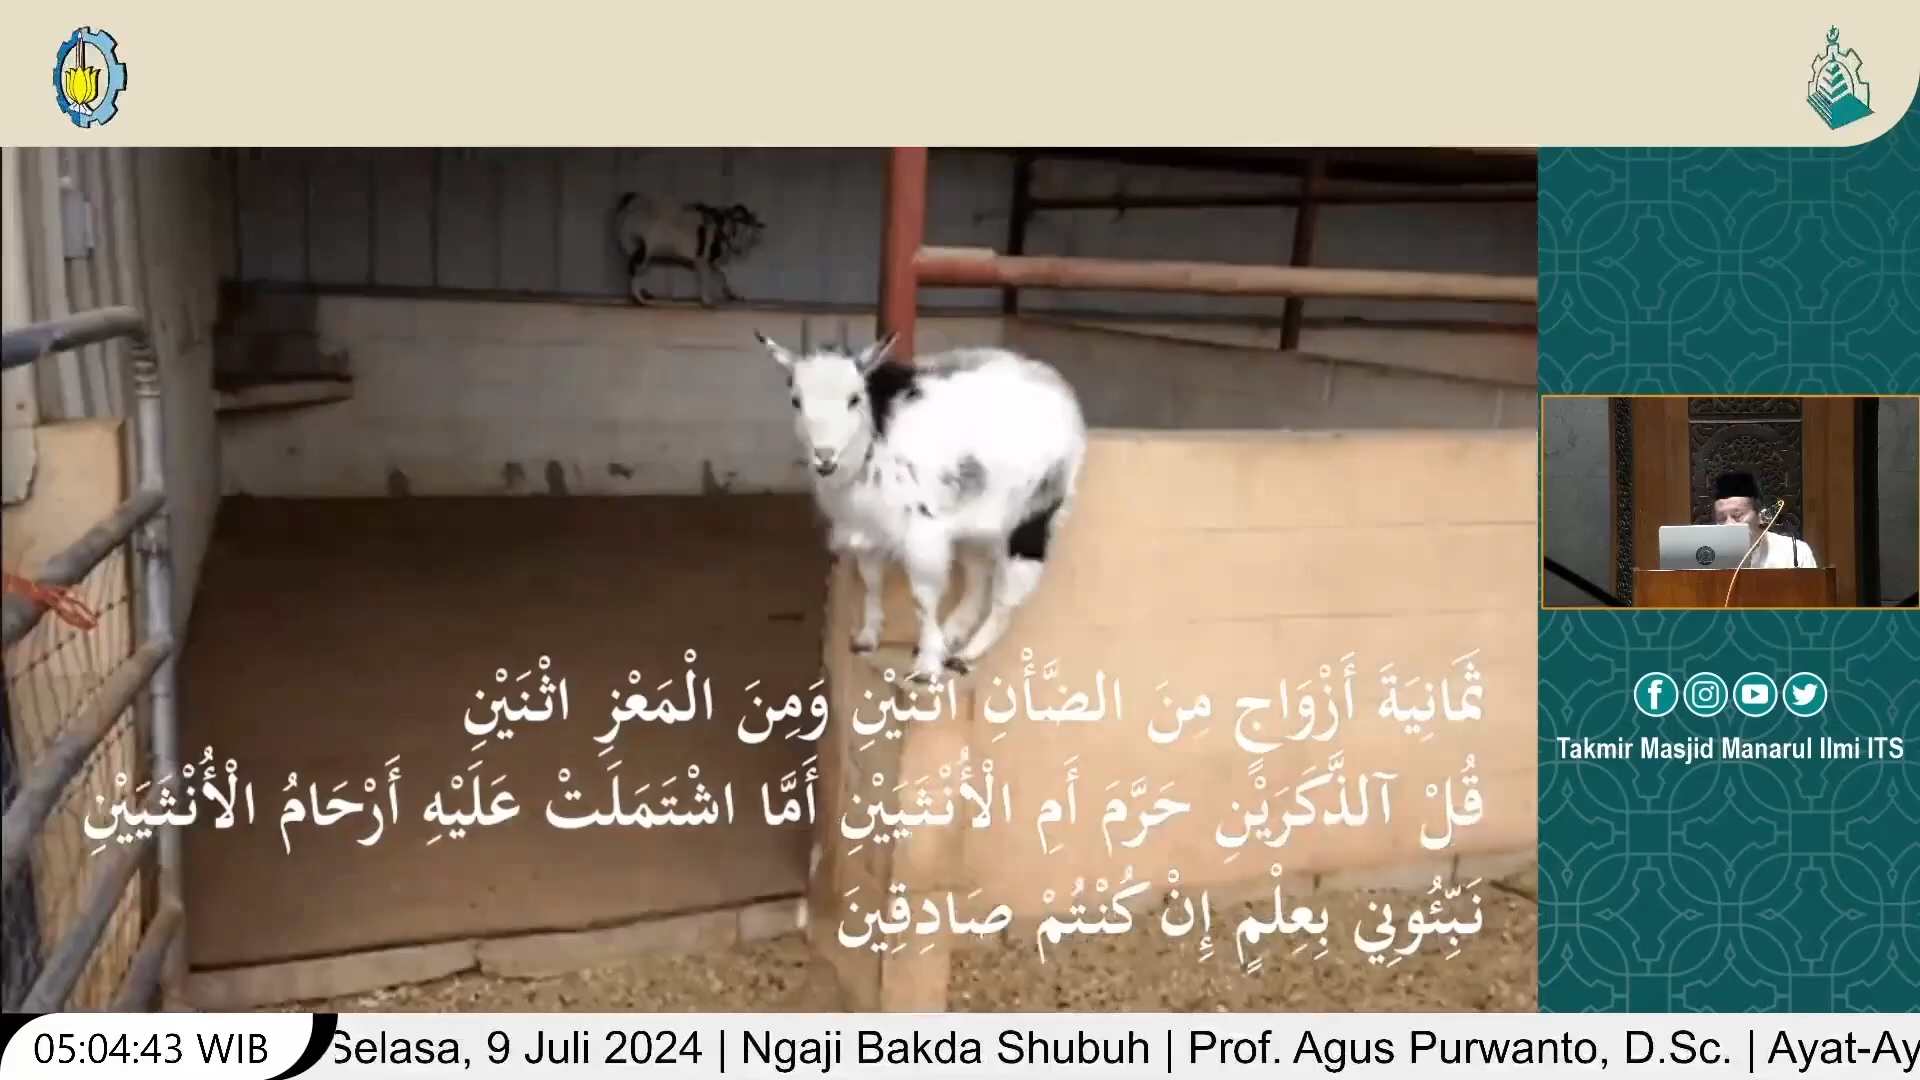 ثَمَانِيَةَ أَزْوَاجٍ مِنَ الضَّأْنِ اثْنَيْنِ وَمِنَ الْمَعْزِ اثْنَيْنِ
قُلْ آلذَّكَرَيْنِ حَرَّمَ أَمِ الْأُنْثَيَيْنِ أَمَّا اشْتَمَلَتْ عَلَيْهِ أَرْحَامُ الْأُنْثَيَيْنِ
نَبِّئُونِي بِعِلْمٍ إِنْ كُنْتُمْ صَادِقِينَ
Takmir Masjid Manarul Ilmi ITS
05:04:43 WIB
Selasa, 9 Juli 2024 | Ngaji Bakda Shubuh | Prof. Agus Purwanto, D.Sc. | Ayat-Ay